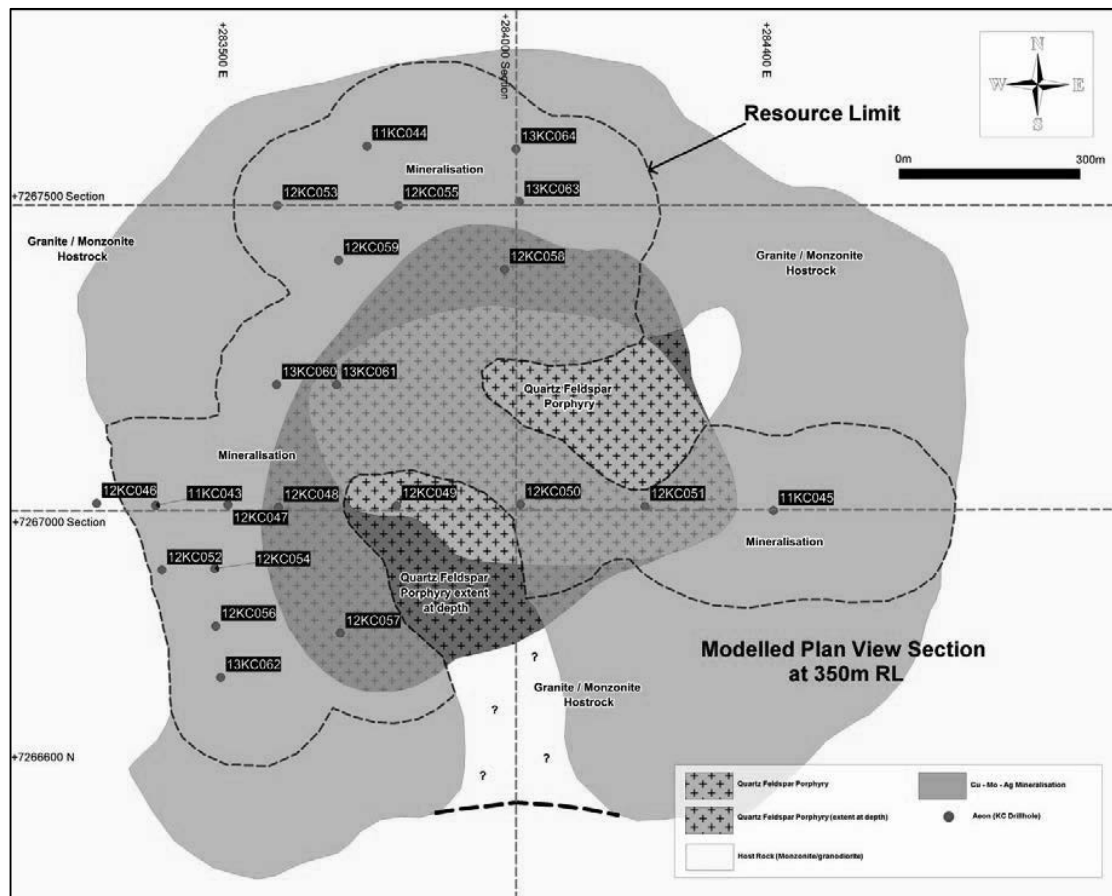 +283500 E
+284000 Section
+284400 E
N
W E
S
Resource Limit
0m 300m
11KC044
13KC064
Mineralisation
+7267500 Section
12KC053
12KC055
13KC063
Granite / Monzonite
Hostrock
12KC059
12KC058
Granite / Monzonite
Hostrock
13KC060
13KC061
Quartz Feldspar
Porphyry
Mineralisation
12KC046
11KC043
12KC048
12KC049
12KC050
12KC051
11KC045
12KC047
+7267000 Section
Mineralisation
12KC052
12KC054
Quartz Feldspar
Porphyry extent
at depth
12KC056
12KC057
13KC062
Modelled Plan View Section
at 350m RL
?
Granite / Monzonite
Hostrock
?
?
?
+7266600 N
Quartz Feldspar Porphyry
Cu - Mo - Ag Mineralisation
Quartz Feldspar Porphyry (extent at depth)
Aeon (KC Drillhole)
Host Rock (Monzonite/granodiorite)